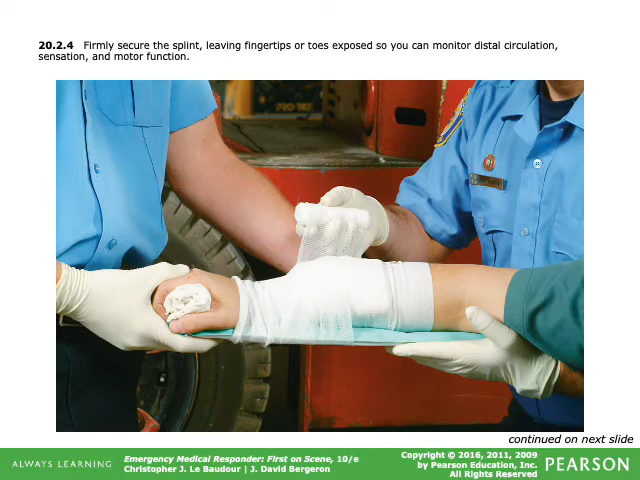 20.2.4 Firmly secure the splint, leaving fingertips or toes exposed so you can monitor distal circulation,
sensation, and motor function.
continued on next slide
ALWAYS LEARNING
Emergency Medical Responder: First on Scene, 10/e
Christopher J. Le Baudour | J. David Bergeron
Copyright © 2016, 2011, 2009
by Pearson Education, Inc.
All Rights Reserved
PEARSON